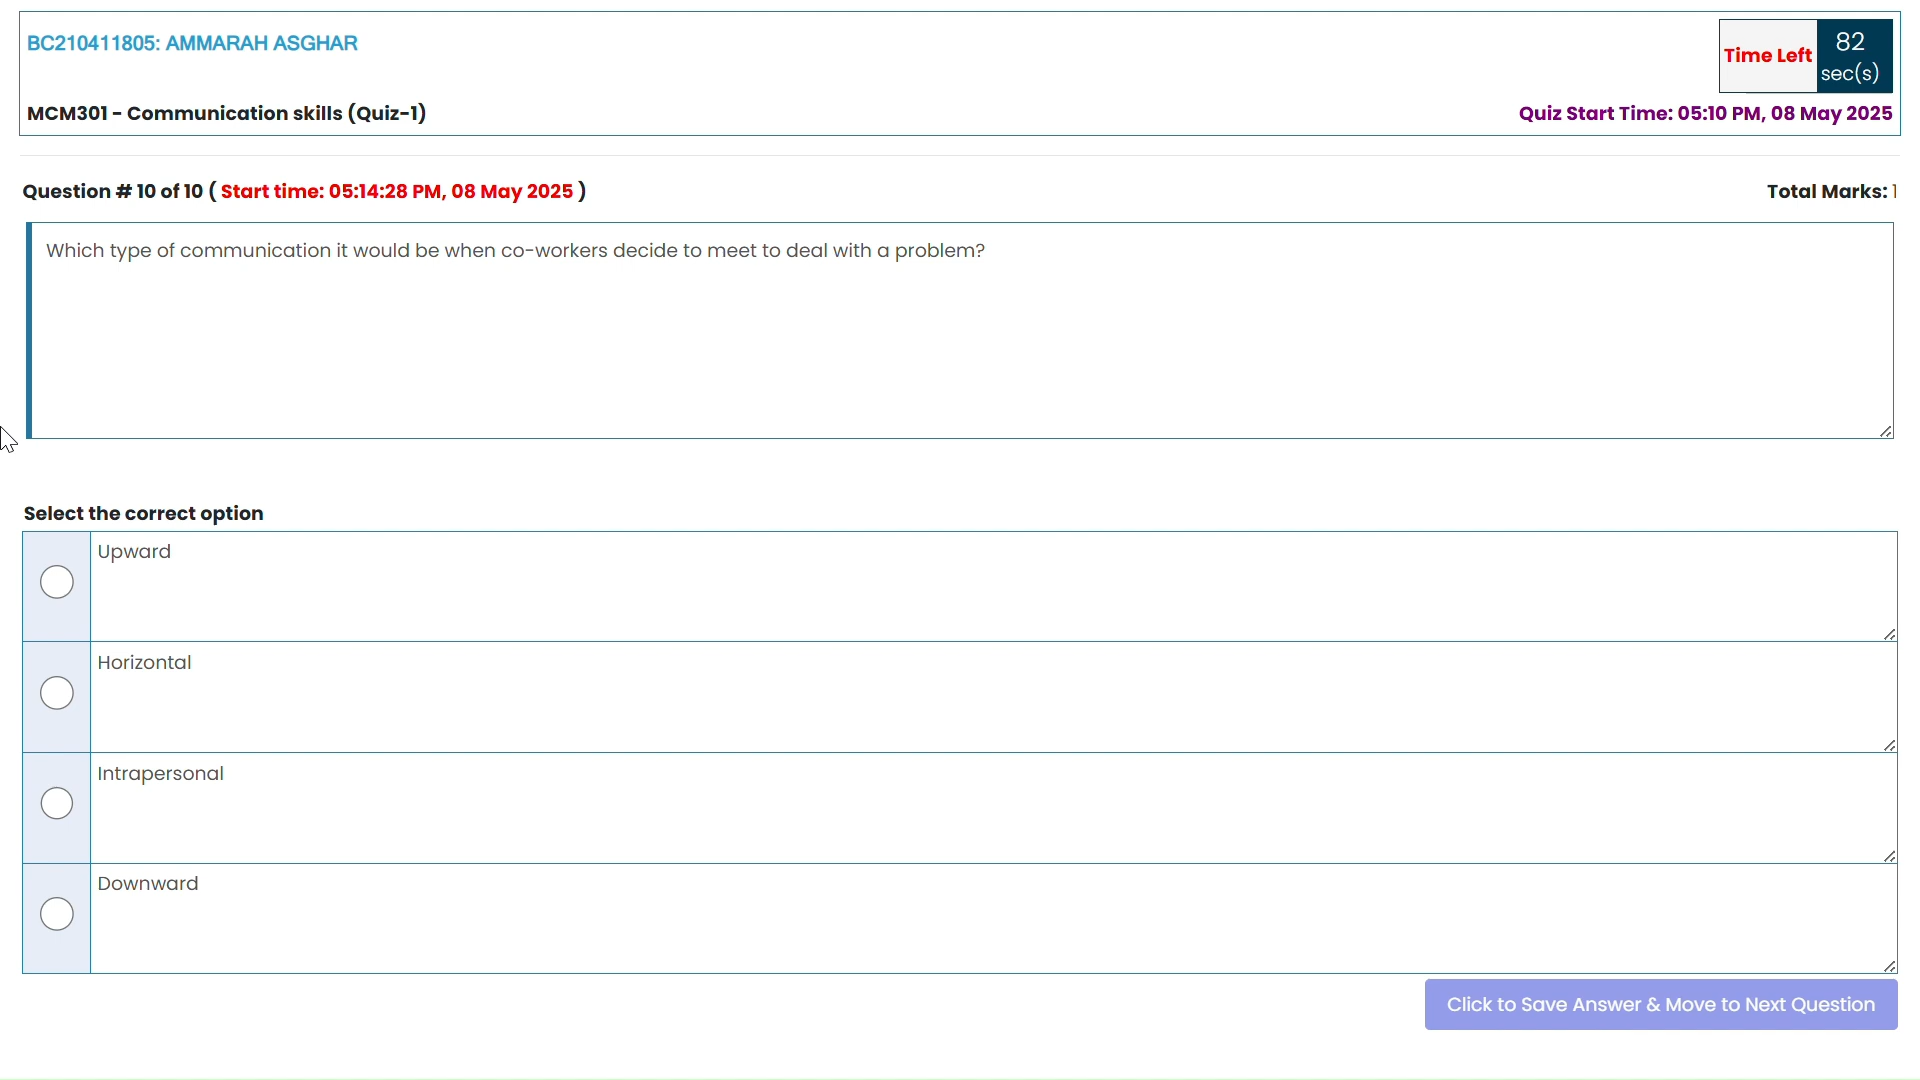 BC210411805: AMMARAH ASGHAR
Time Left
82
sec(s)
MCM301 - Communication skills (Quiz-1)
Quiz Start Time: 05:10 PM, 08 May 2025
Question # 10 of 10 ( Start time: 05:14:28 PM, 08 May 2025 )
Total Marks: 1
Which type of communication it would be when co-workers decide to meet to deal with a problem?
Select the correct option
Upward
Horizontal
Intrapersonal
Downward
Click to Save Answer & Move to Next Question